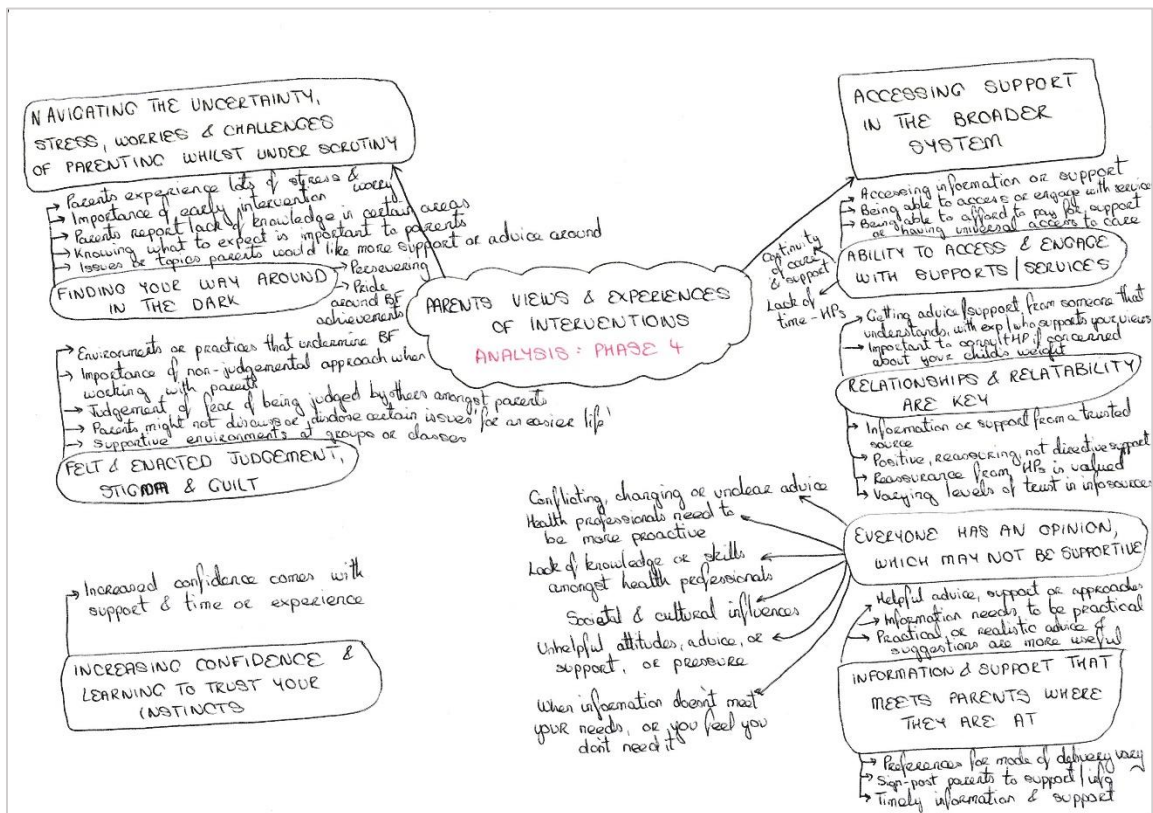 NAVIGATING THE UNCERTAINTY,
STRESS, WORRIES & CHALLENGES
OF PARENTING WHILST UNDER SCRUTINY
Parents experience lots of stress &
worry
Importance of early intervention
Parents report lack of knowledge in certain areas
Knowing what to expect is important to parents
Issues or topics parents would like more support or advice around
FINDING YOUR WAY AROUND
IN THE DARK
Persevering
Pride
around BF
achievements
Environments or practices that undermine BF
Importance of non-judgemental approach when
working with parents
Judgement of fear of being judged by others amongst parents
Parents might not discuss or disclose certain issues 'for an easier life'
Supportive environments at groups or classes
FELT & ENACTED JUDGEMENT,
STIGMA & GUILT
Increased confidence comes with
support & time or experience
INCREASING CONFIDENCE &
LEARNING TO TRUST YOUR
INSTINCTS
PARENTS VIEWS & EXPERIENCES
OF INTERVENTIONS
ANALYSIS: PHASE 4
ACCESSING SUPPORT
IN THE BROADER
SYSTEM
Accessing information or support
Being able to access or engage with service
Being able to afford to pay for support
or having universal access to care
ABILITY TO ACCESS & ENGAGE
WITH SUPPORTS/SERVICES
Continuity
of care
& support
Lack of
time - HPs
Getting advice/support from someone that
understands, with exp/who supports your views
Important to consult HP if concerned
about your child's weight
RELATIONSHIPS & RELATABILITY
ARE KEY
Information or support from a trusted
source
Positive, reassuring, not directive support
Reassurance from HPs is valued
Varying levels of trust in info sources
EVERYONE HAS AN OPINION,
WHICH MAY NOT BE SUPPORTIVE
Conflicting, changing or unclear advice
Health professionals need to
be more proactive
Lack of knowledge or skills
amongst health professionals
Societal & cultural influences
Unhelpful attitudes, advice, or
support, or pressure
When information doesn't meet
your needs, or you feel you
don't need it
Helpful advice, support or approaches
Information needs to be practical
Practical or realistic advice &
suggestions are more useful
INFORMATION & SUPPORT THAT
MEETS PARENTS WHERE
THEY ARE AT
Preferences for mode of delivery vary
Sign-post parents to support/info
Timely information & support